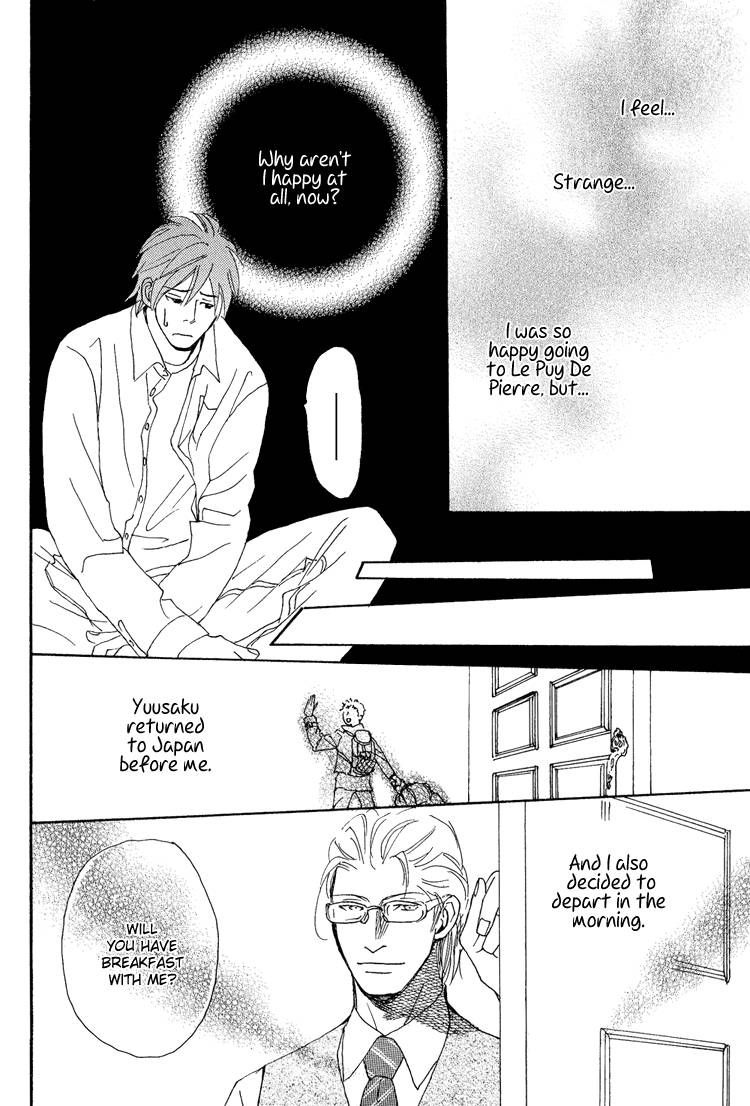 I feel...
Strange...
I was so
happy going
to Le Puy De
Pierre, but...
Why aren't
I happy at
all, now?
Yuusaku
returned
to Japan
before me.
And I also
decided to
depart in the
morning.
WILL
YOU HAVE
BREAKFAST
WITH ME?